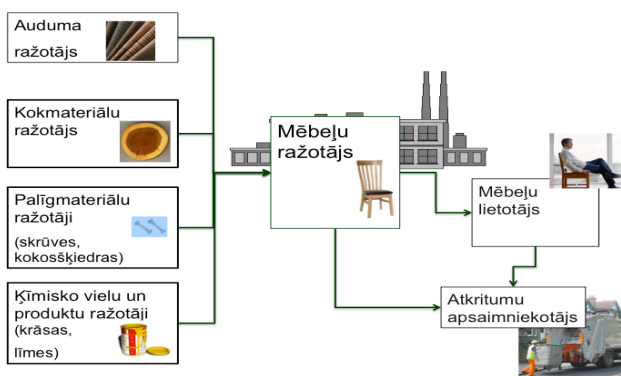 Auduma
ražotājs
Kokmateriālu
ražotājs
Palīgmateriālu
ražotāji
(skrūves,
kokosšķiedras)
Ķīmisko vielu un
produktu ražotāji
(krāsas,
līmes)
Mēbeļu
ražotājs
Mēbeļu
lietotājs
Atkritumu
apsaimniekotājs